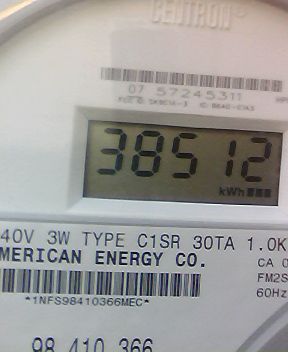 CENTRON®
07 57245311
38512
kWh
40V 3W TYPE C1SR 30TA 1.0K
MERICAN ENERGY CO.
CA 0
FM2S
60Hz
*1NFS98410366MEC*
98 410 366